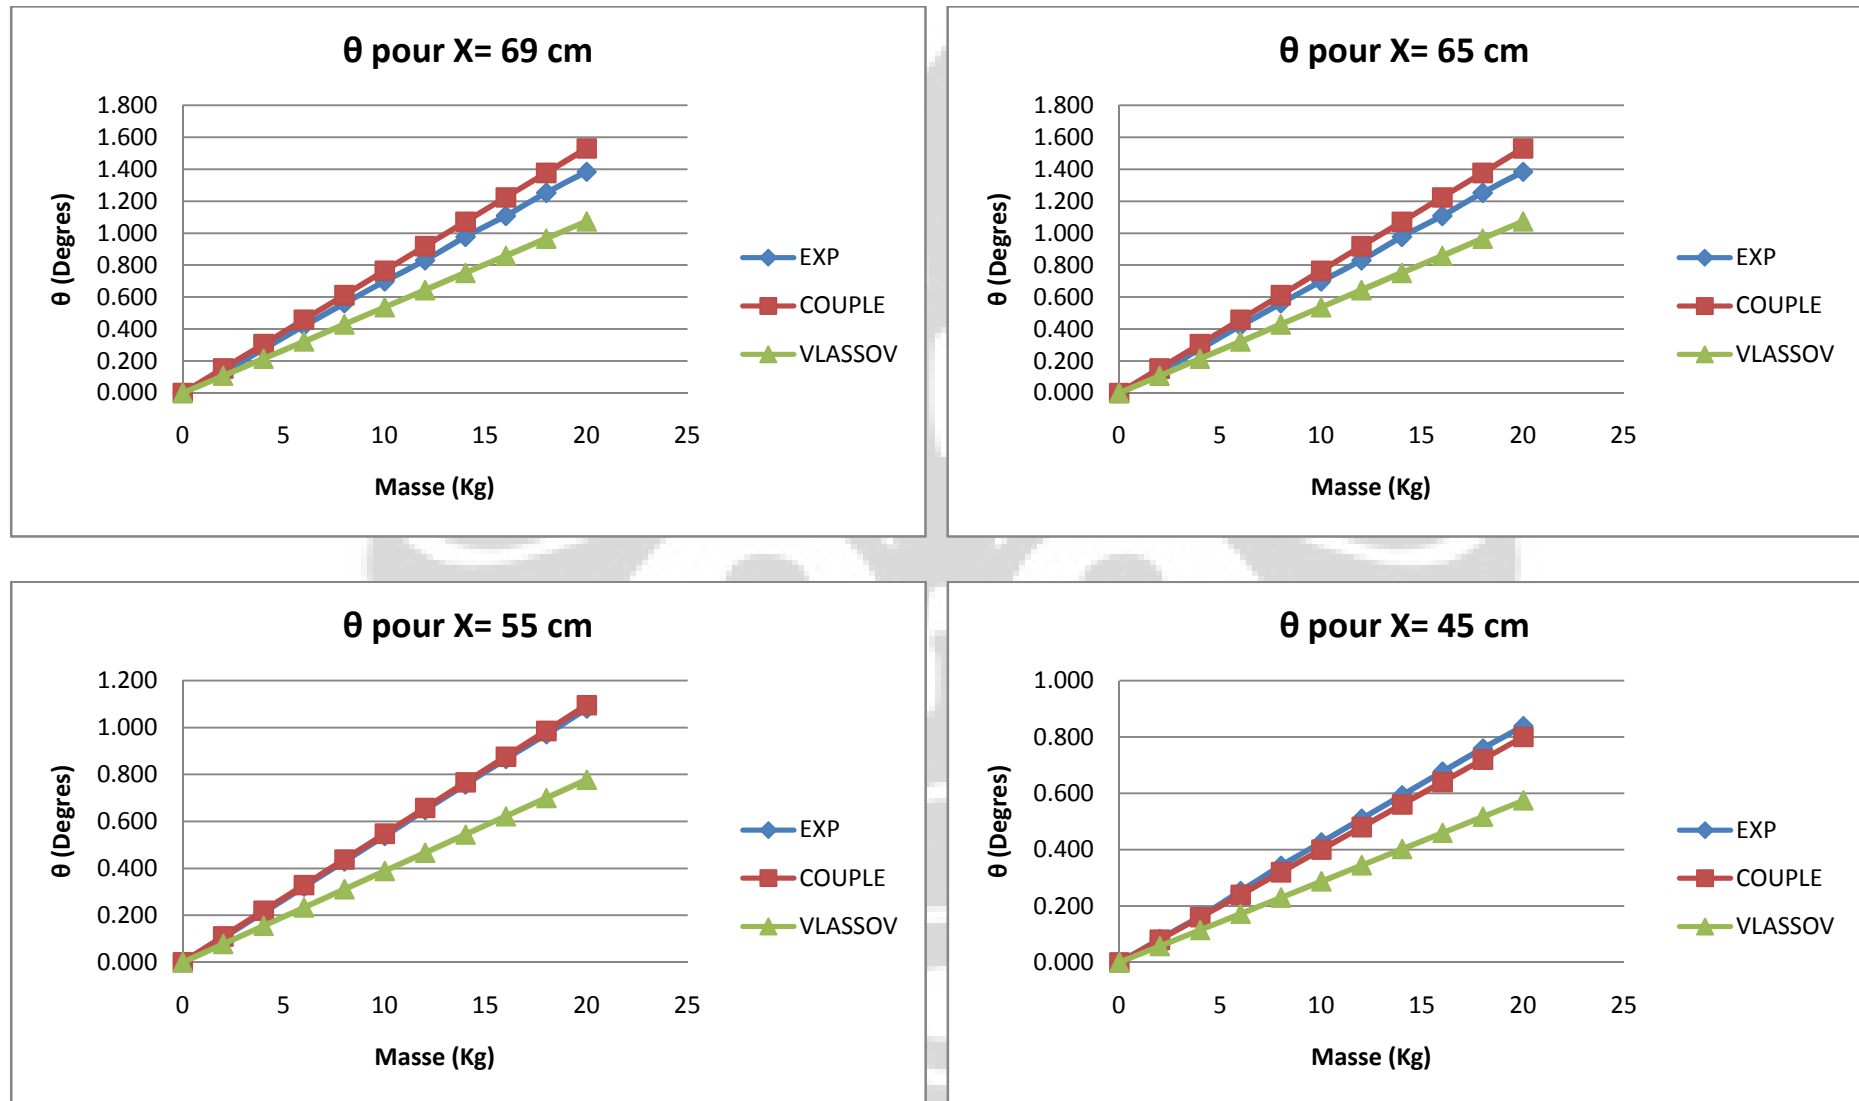 θ pour X= 69 cm
1.800
1.600
1.400
1.200
1.000
0.800
0.600
0.400
0.200
0.000
θ (Degres)
0 5 10 15 20 25
Masse (Kg)
EXP
COUPLE
VLASSOV
θ pour X= 65 cm
1.800
1.600
1.400
1.200
1.000
0.800
0.600
0.400
0.200
0.000
θ (Degres)
0 5 10 15 20 25
Masse (Kg)
EXP
COUPLE
VLASSOV
θ pour X= 55 cm
1.200
1.000
0.800
0.600
0.400
0.200
0.000
θ (Degres)
0 5 10 15 20 25
Masse (Kg)
EXP
COUPLE
VLASSOV
θ pour X= 45 cm
1.000
0.800
0.600
0.400
0.200
0.000
θ (Degres)
0 5 10 15 20 25
Masse (Kg)
EXP
COUPLE
VLASSOV